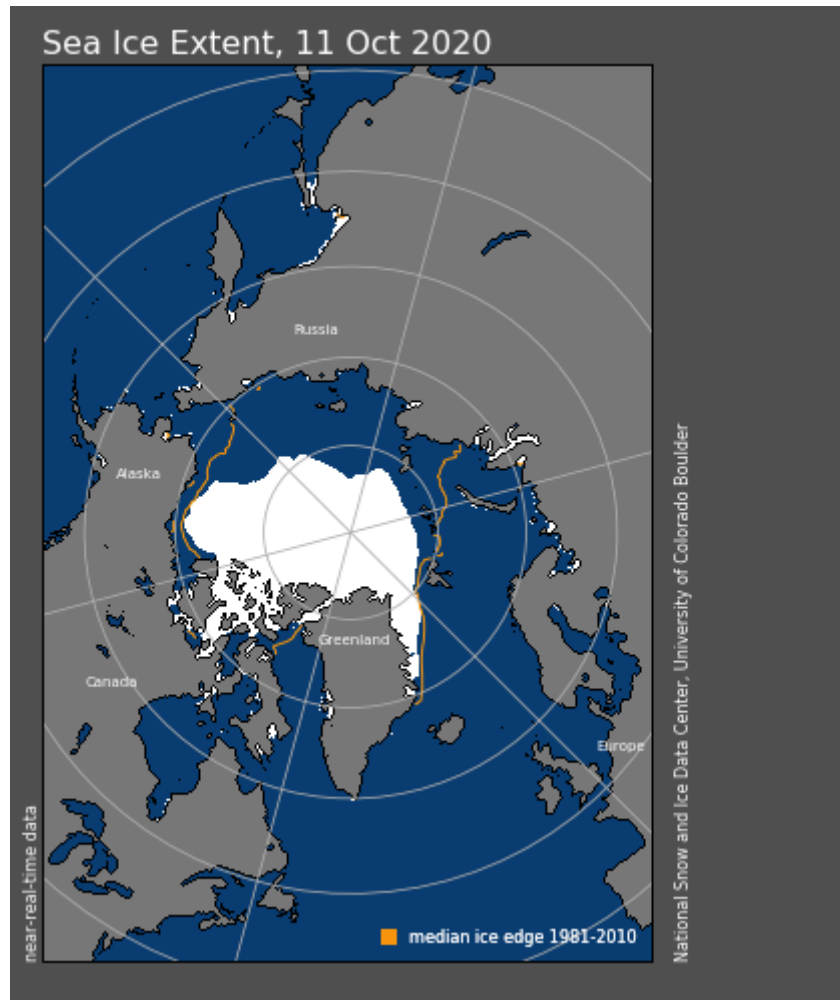 Sea Ice Extent, 11 Oct 2020
Russia
Alaska
Greenland
Canada
Europe
near-real-time data
median ice edge 1981-2010
National Snow and Ice Data Center, University of Colorado Boulder